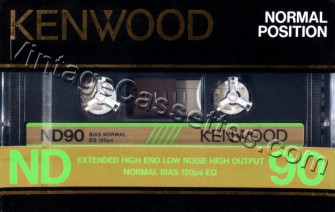 KENWOOD
NORMAL
POSITION
VintageCassettes.com
ND90 BIAS NORMAL
EQ 120µs
KENWOOD
ND
EXTENDED HIGH END LOW NOISE HIGH OUTPUT
NORMAL BIAS 120µs EQ
90